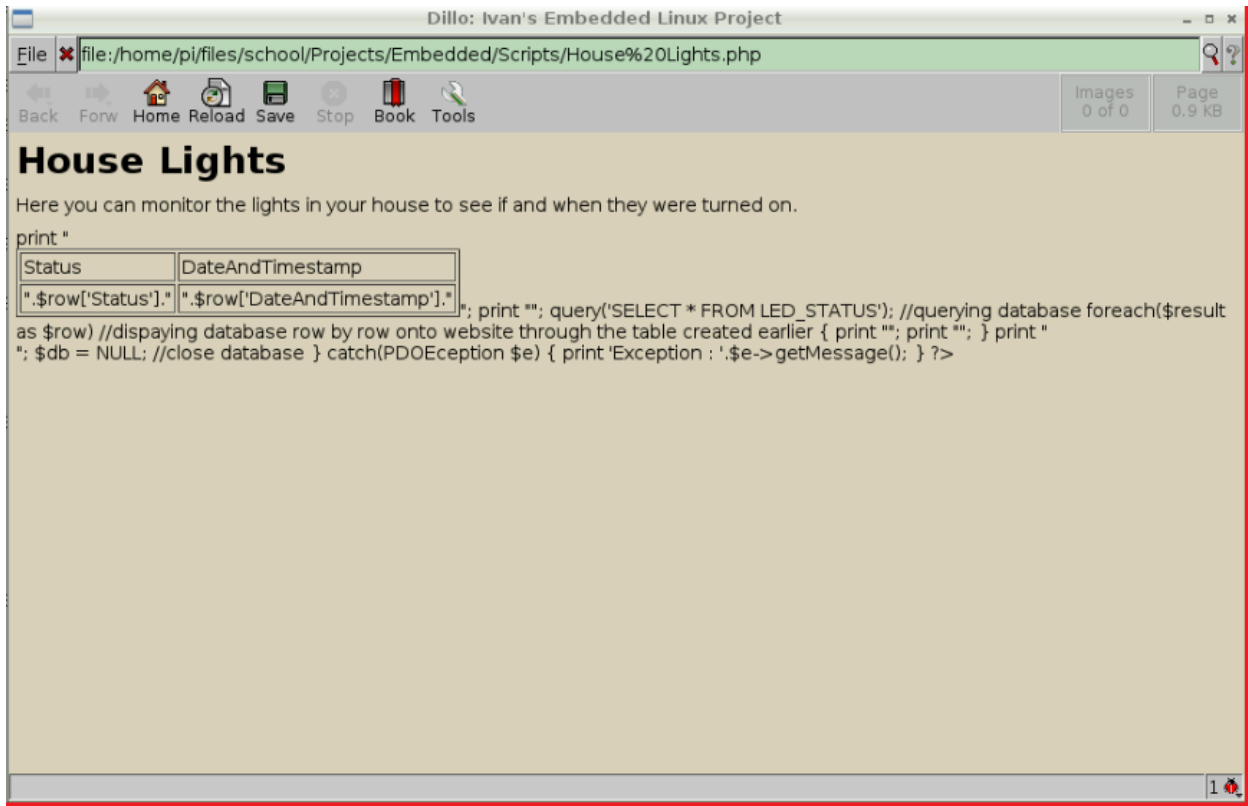 Dillo: Ivan's Embedded Linux Project
File file:/home/pi/files/school/Projects/Embedded/Scripts/House%20Lights.php
Back Forw Home Reload Save Stop Book Tools
Images
0 of 0
Page
0.9 KB
House Lights
Here you can monitor the lights in your house to see if and when they were turned on.
print "
Status DateAndTimestamp
".$row['Status']." ".$row['DateAndTimestamp']." "; print ""; query('SELECT * FROM LED_STATUS'); //querying database foreach($result
as $row) //dispaying database row by row onto website through the table created earlier { print ""; print ""; } print "
"; $db = NULL; //close database } catch(PDOEception $e) { print 'Exception : '.$e->getMessage(); } ?>
1